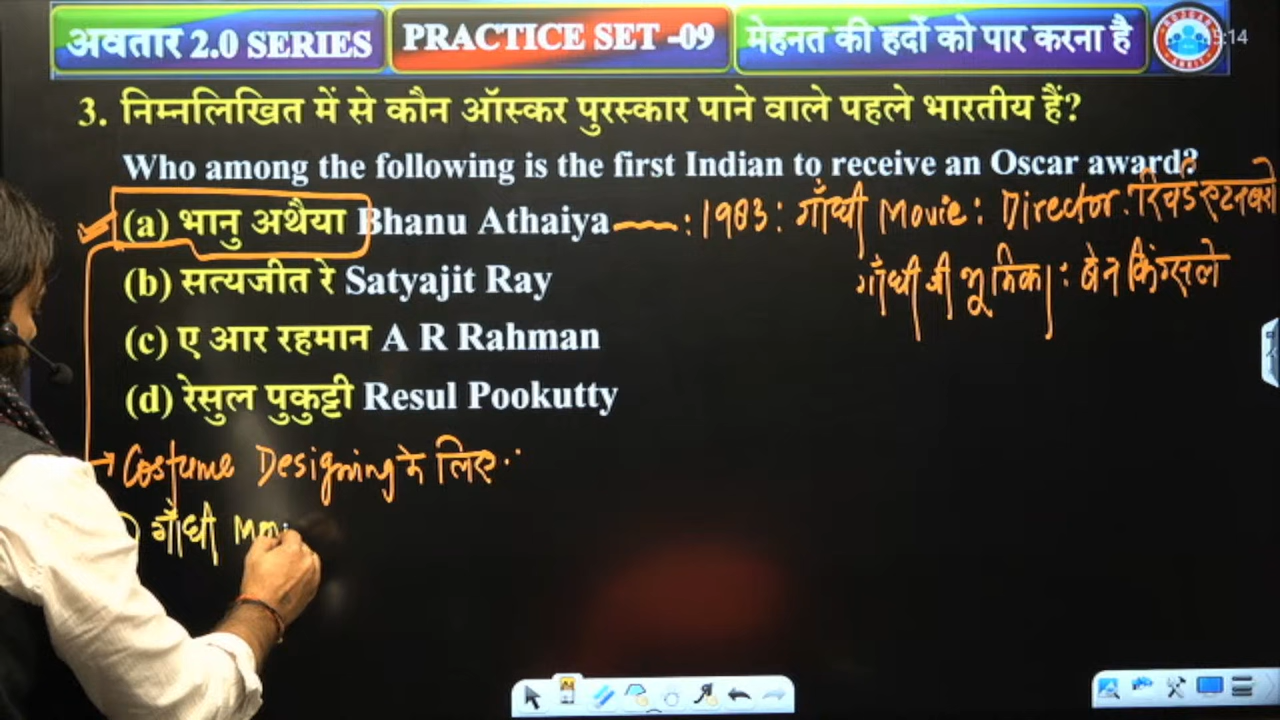 अवतार 2.0 SERIES PRACTICE SET -09 मेहनत की हदों को पार करना है
3. निम्नलिखित में से कौन ऑस्कर पुरस्कार पाने वाले पहले भारतीय हैं?
Who among the following is the first Indian to receive an Oscar award?
(a) भानु अथैया Bhanu Athaiya : 1983 : गाँधी Movie : Director. रिचर्ड एटनबरो
गाँधी की भूमिका : बेन किंग्सले
(b) सत्यजीत रे Satyajit Ray
(c) ए आर रहमान A R Rahman
(d) रेसुल पुकुट्टी Resul Pookutty
→ Costume Designing के लिए
गाँधी